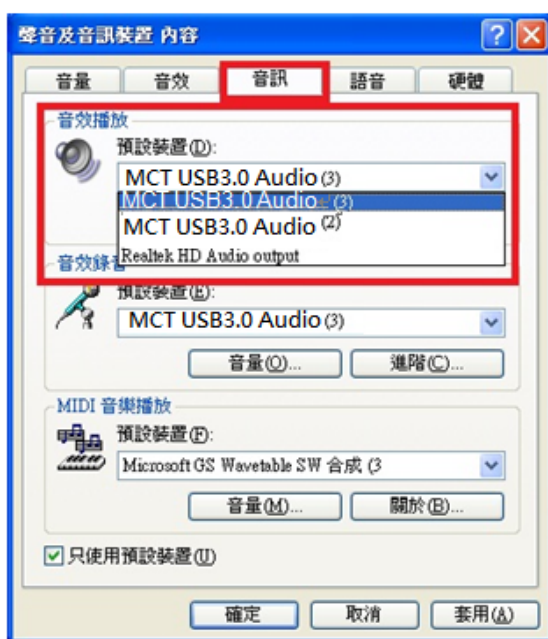 聲音及音訊裝置 內容
音量 音效 音訊 語音 硬體
音效播放
預設裝置(D):
MCT USB3.0 Audio (3)
MCT USB3.0 Audio (3)
MCT USB3.0 Audio (2)
Realtek HD Audio output
音效錄音
預設裝置(E):
MCT USB3.0 Audio (3)
音量(O)... 進階(C)...
MIDI 音樂播放
預設裝置(F):
Microsoft GS Wavetable SW 合成 (3
音量(M)... 關於(B)...
只使用預設裝置(U)
確定 取消 套用(A)